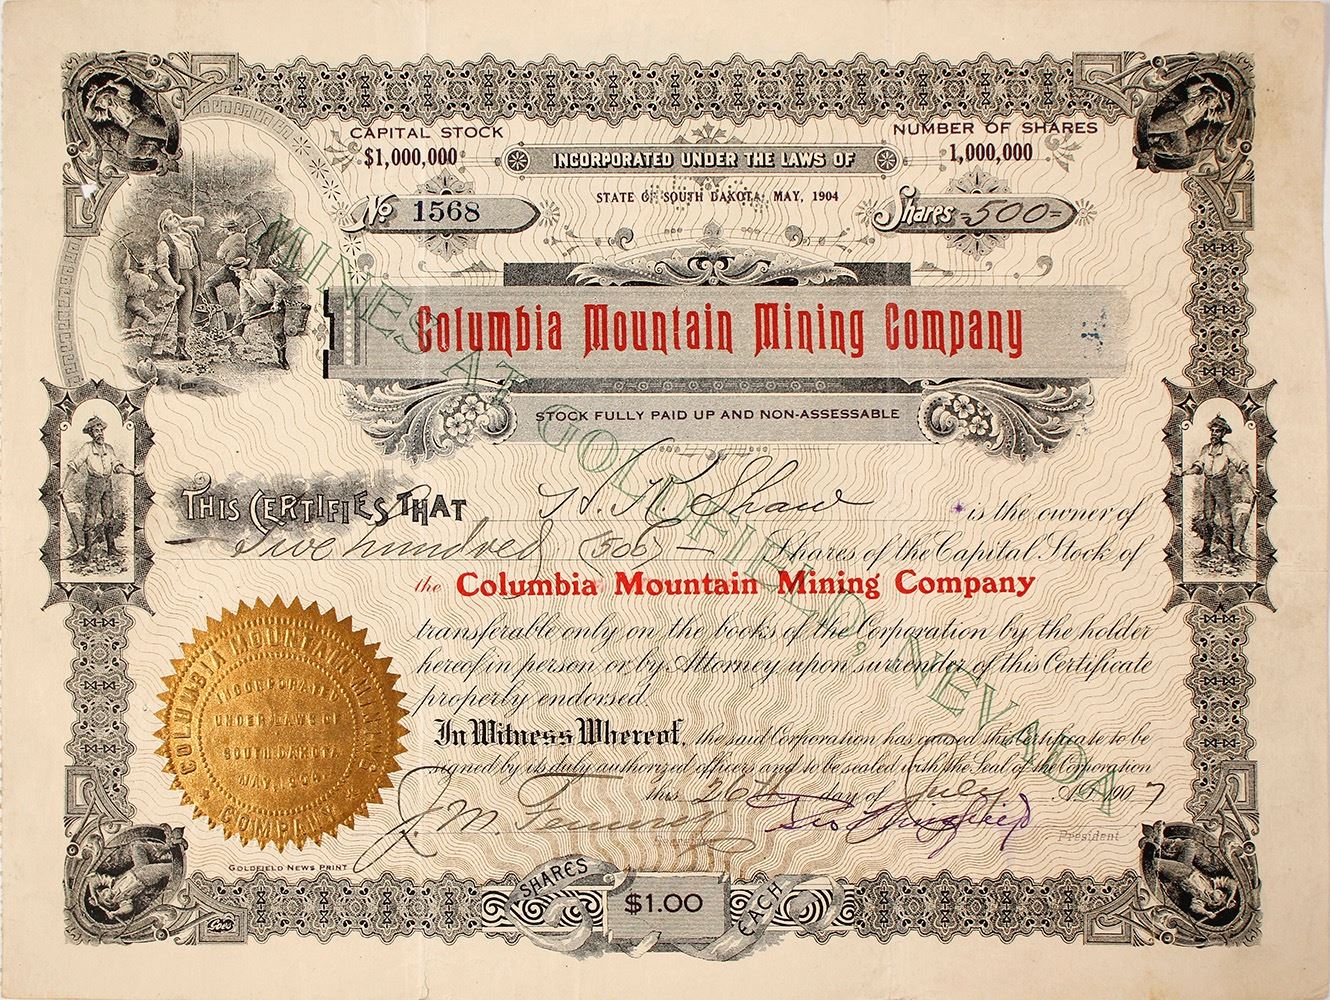 CAPITAL STOCK
$1,000,000
NUMBER OF SHARES
1,000,000
INCORPORATED UNDER THE LAWS OF
STATE OF SOUTH DAKOTA, MAY, 1904
No 1568
Shares =500=
Columbia Mountain Mining Company
STOCK FULLY PAID UP AND NON-ASSESSABLE
MINES AT GOLDFIELD, NEVADA
THIS CERTIFIES THAT H. K. Shaw is the owner of
Five hundred (500) — Shares of the Capital Stock of
the Columbia Mountain Mining Company
transferable only on the books of the Corporation by the holder
hereof in person or by Attorney upon surrender of this Certificate
properly endorsed.
In Witness Whereof, the said Corporation has caused this Certificate to be
signed by its duly authorized officers and to be sealed with the Seal of the Corporation
this 26th day of July A.D. 1907
J. M.
Geo Wingfield
President
COLUMBIA MOUNTAIN MINING COMPANY
INCORPORATED
UNDER LAWS OF
SOUTH DAKOTA
MAY, 1904
GOLDFIELD NEWS PRINT
SHARES $1.00 EACH
Goes